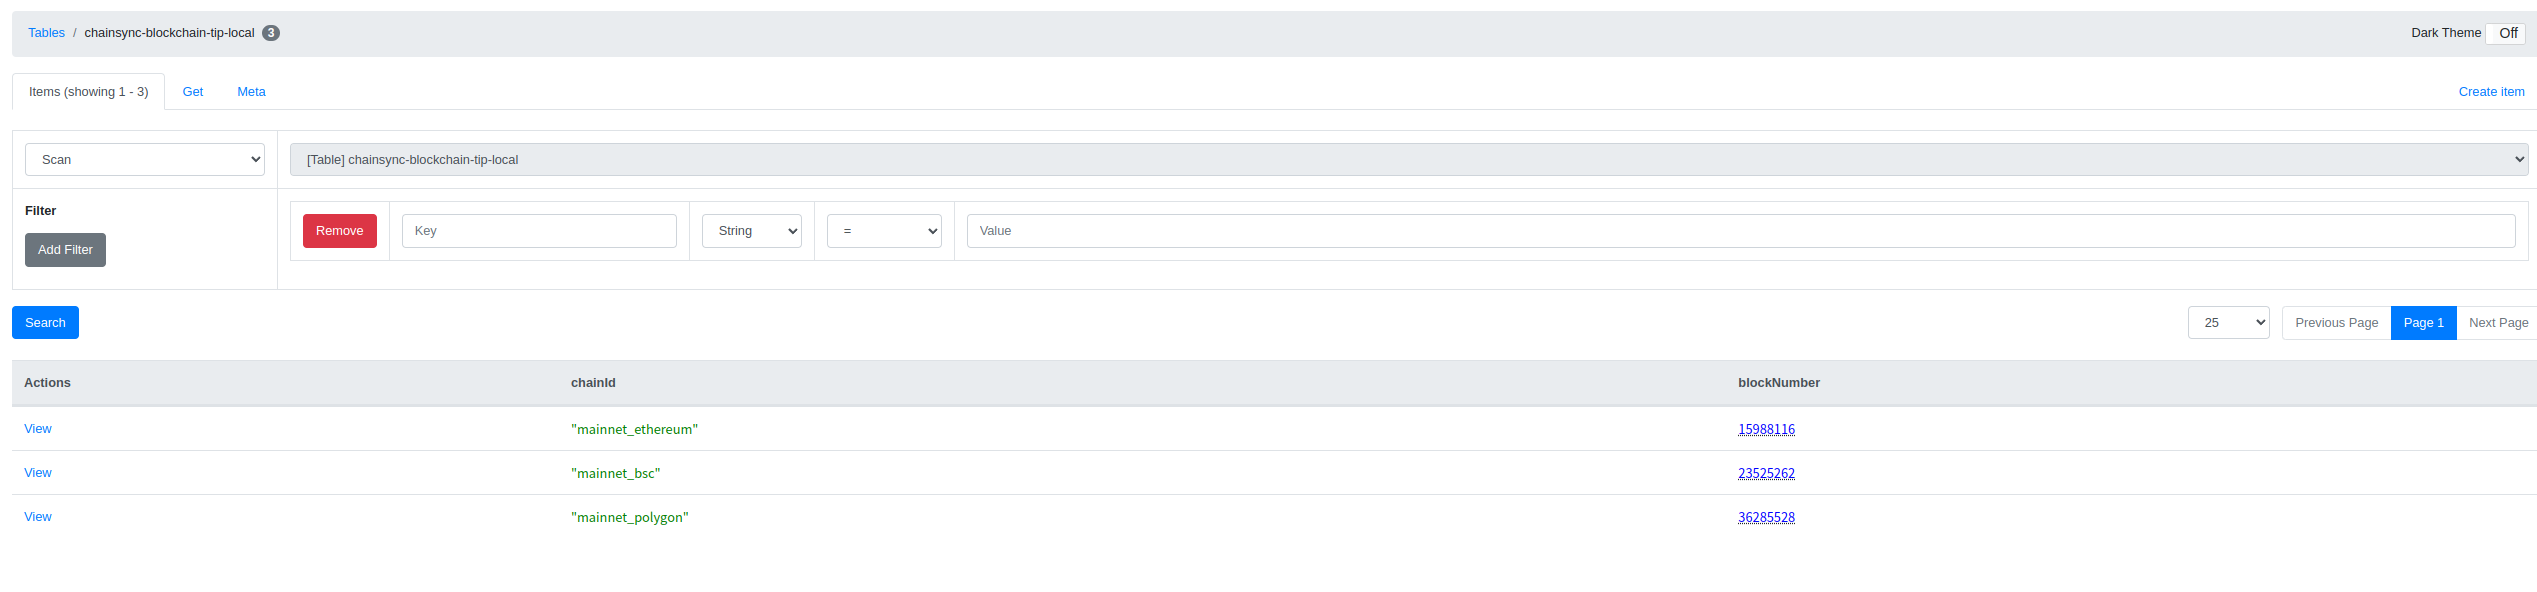 Tables / chainsync-blockchain-tip-local 3 Dark Theme Off
Items (showing 1 - 3) Get Meta Create item
Scan [Table] chainsync-blockchain-tip-local
Filter
Remove Key String = Value
Add Filter
Search 25 Previous Page Page 1 Next Page
Actions chainId blockNumber
View "mainnet_ethereum" 15988116
View "mainnet_bsc" 23525262
View "mainnet_polygon" 36285528